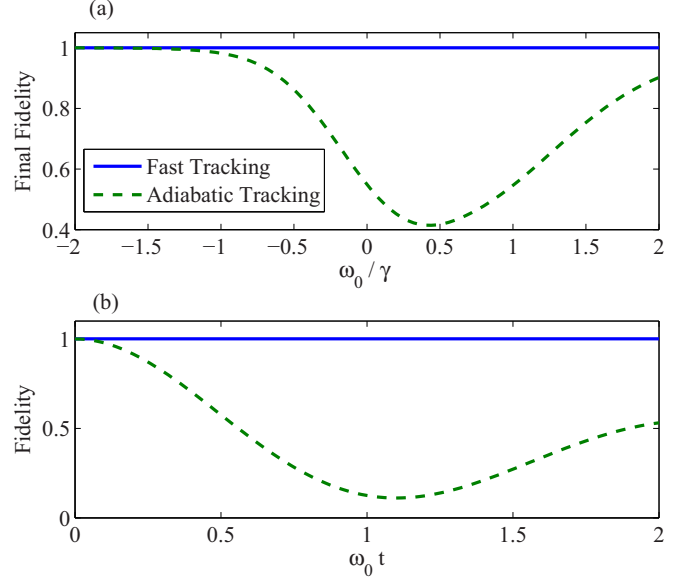 (a)
Final Fidelity
1
0.8
0.6
0.4
Fast Tracking
Adiabatic Tracking
−2 −1.5 −1 −0.5 0 0.5 1 1.5 2
ω0 / γ
(b)
Fidelity
1
0.5
0
0 0.5 1 1.5 2
ω0 t